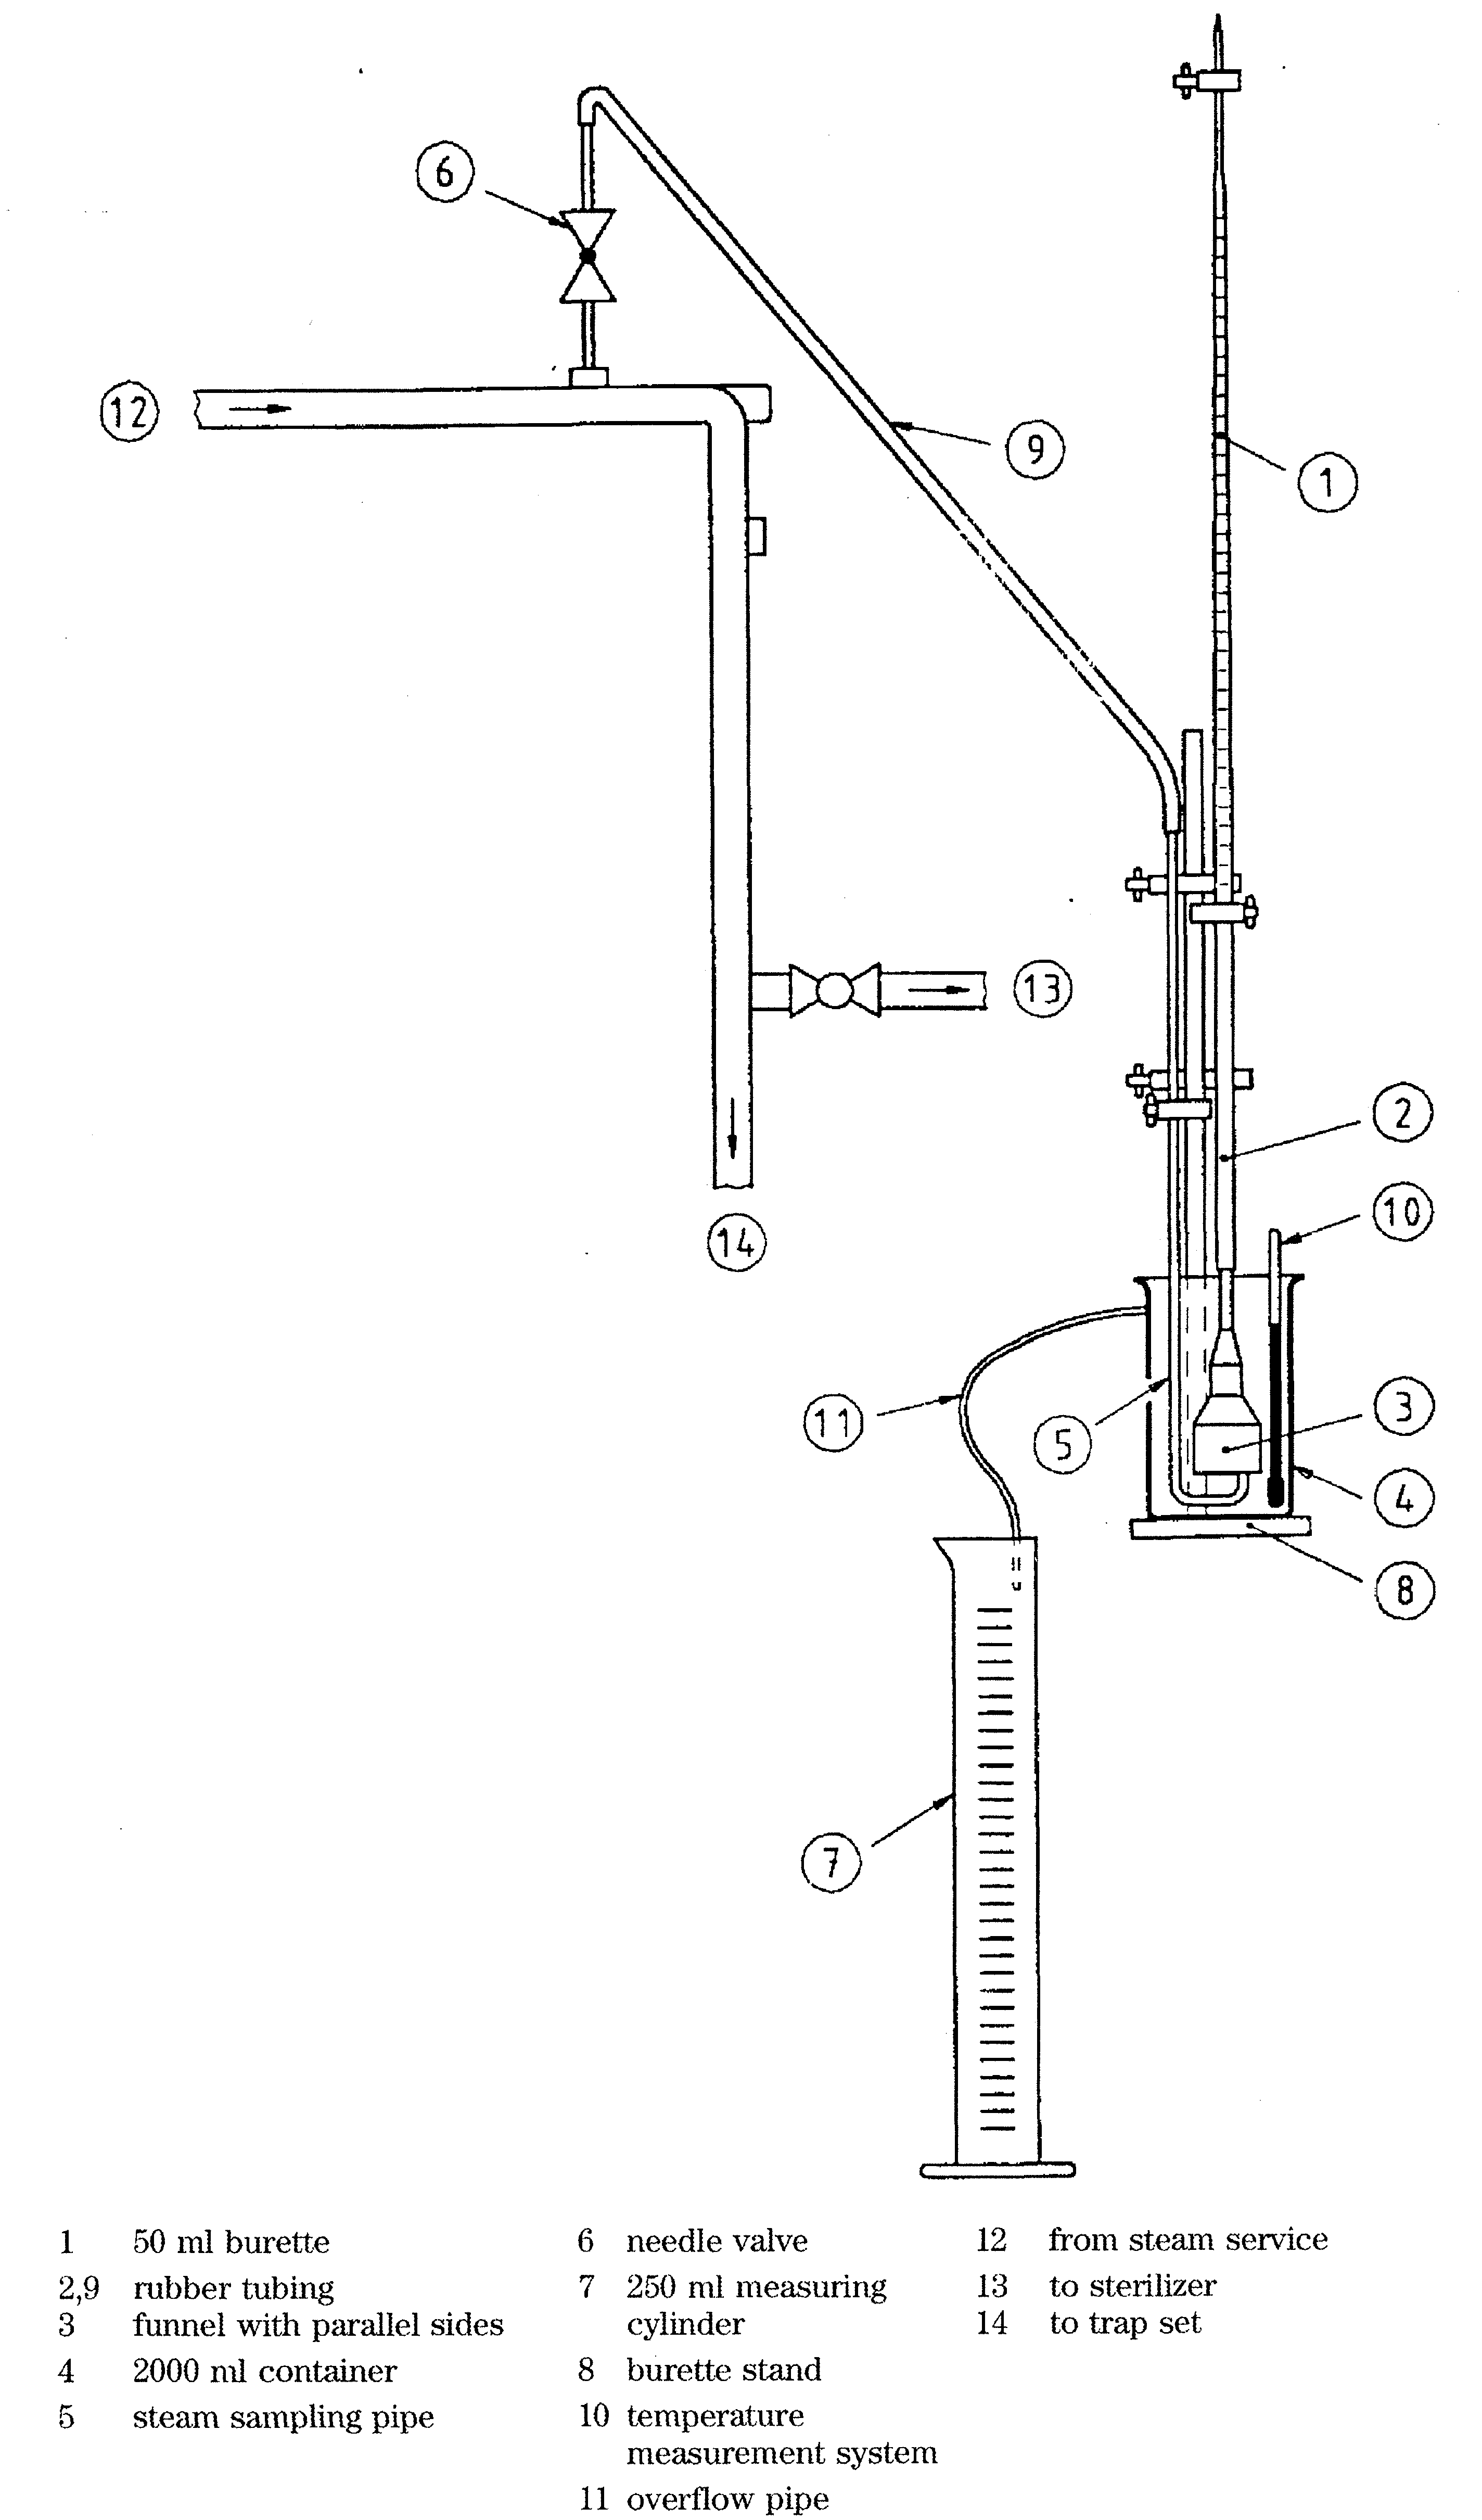 6
12
9
1
13
2
14
10
11
5
3
4
8
7
1 50 ml burette
2,9 rubber tubing
3 funnel with parallel sides
4 2000 ml container
5 steam sampling pipe
6 needle valve
7 250 ml measuring
cylinder
8 burette stand
10 temperature
measurement system
11 overflow pipe
12 from steam service
13 to sterilizer
14 to trap set